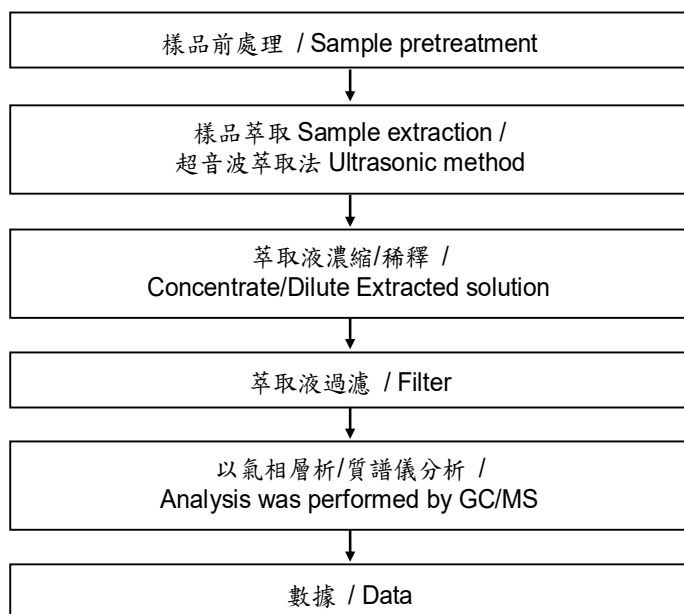 樣品前處理 / Sample pretreatment
樣品萃取 Sample extraction /
超音波萃取法 Ultrasonic method
萃取液濃縮/稀釋 /
Concentrate/Dilute Extracted solution
萃取液過濾 / Filter
以氣相層析/質譜儀分析 /
Analysis was performed by GC/MS
數據 / Data